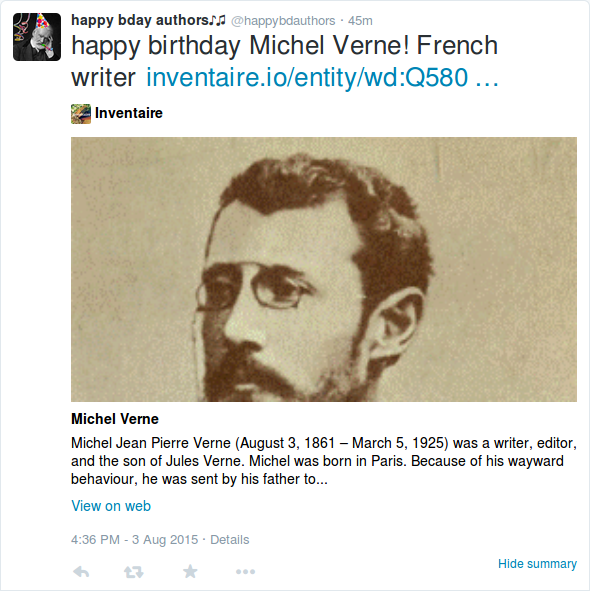 happy bday authors♪♫ @happybdauthors · 45m
happy birthday Michel Verne! French
writer inventaire.io/entity/wd:Q580 …
Inventaire
Michel Verne
Michel Jean Pierre Verne (August 3, 1861 – March 5, 1925) was a writer, editor,
and the son of Jules Verne. Michel was born in Paris. Because of his wayward
behaviour, he was sent by his father to...
View on web
4:36 PM - 3 Aug 2015 · Details
Hide summary